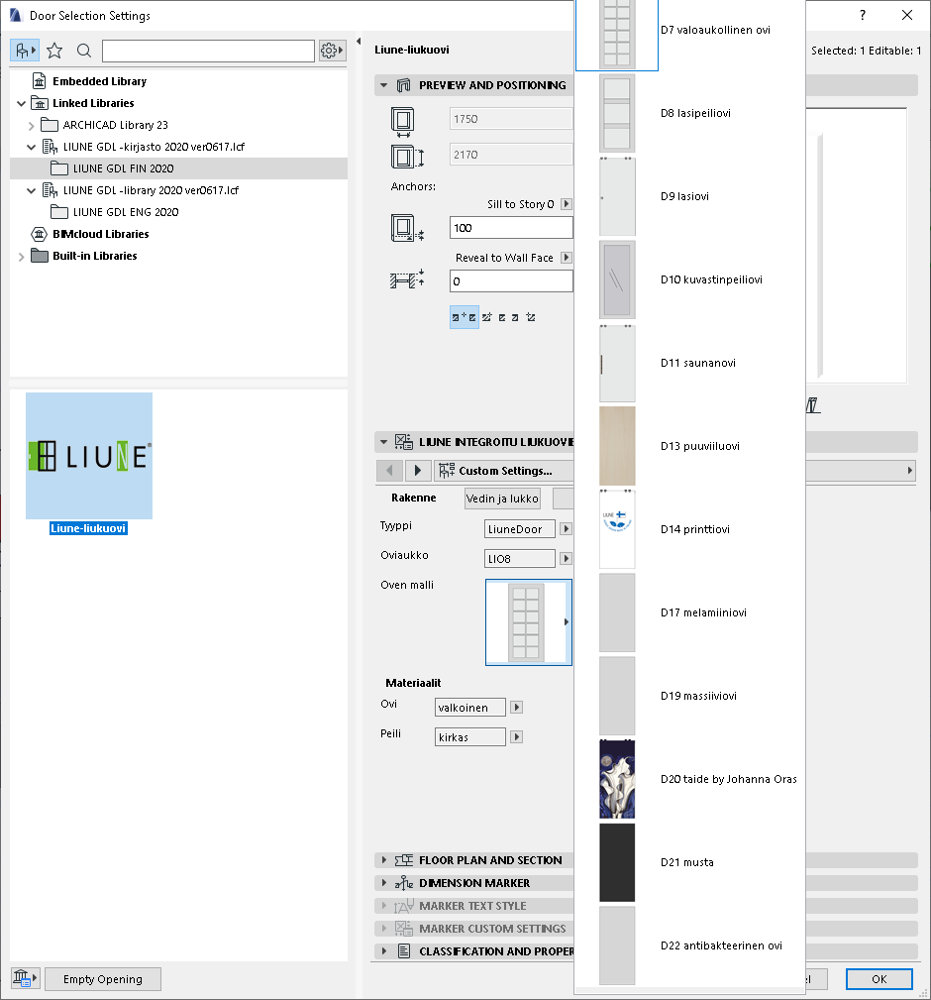 Door Selection Settings
?
Liune-liukuovi
Selected: 1 Editable: 1
Embedded Library
Linked Libraries
ARCHICAD Library 23
LIUNE GDL -kirjasto 2020 ver0617.lcf
LIUNE GDL FIN 2020
LIUNE GDL -library 2020 ver0617.lcf
LIUNE GDL ENG 2020
BIMcloud Libraries
Built-in Libraries
LIUNE®
Liune-liukuovi
Empty Opening
PREVIEW AND POSITIONING
1750
2170
Anchors:
Sill to Story 0
100
Reveal to Wall Face
0
LIUNE INTEGROITU LIUKUOVI
Custom Settings...
Rakenne
Vedin ja lukko
Tyyppi
LiuneDoor
Oviaukko
LIO8
Oven malli
Materiaalit
Ovi
valkoinen
Peili
kirkas
FLOOR PLAN AND SECTION
DIMENSION MARKER
MARKER TEXT STYLE
MARKER CUSTOM SETTINGS
CLASSIFICATION AND PROPER
D7 valoaukollinen ovi
D8 lasipeiliovi
D9 lasiovi
D10 kuvastinpeiliovi
D11 saunanovi
D13 puuviiluovi
LIUNE
D14 printtiovi
D17 melamiiniovi
D19 massiiviovi
D20 taide by Johanna Oras
D21 musta
D22 antibakteerinen ovi
OK